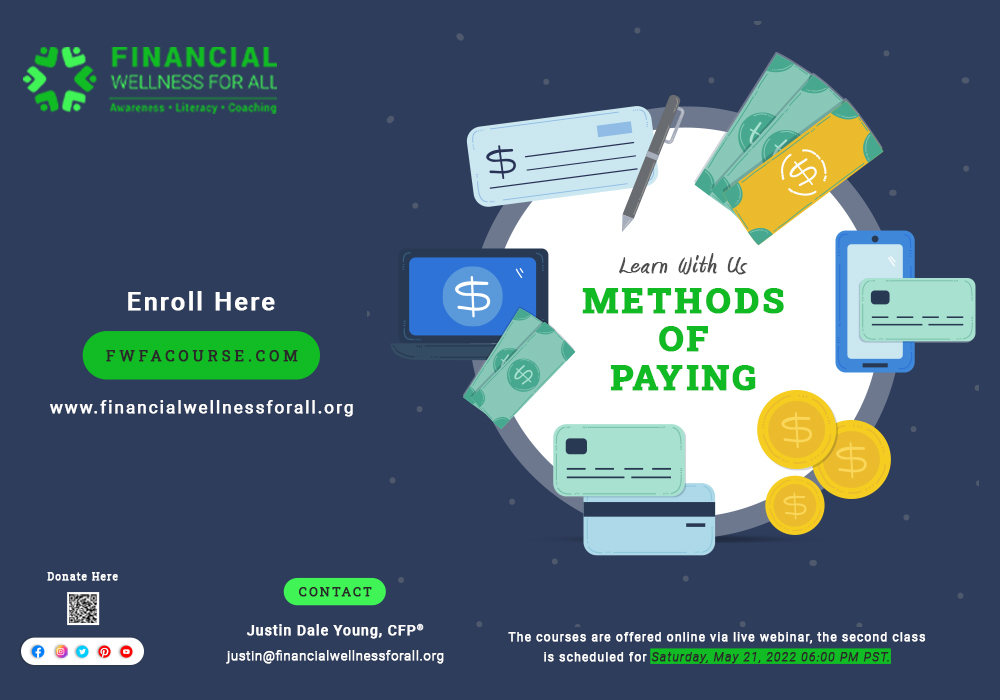 FINANCIAL
WELLNESS FOR ALL
Awareness • Literacy • Coaching
Learn With Us
METHODS
OF
PAYING
Enroll Here
FWFACOURSE.COM
www.financialwellnessforall.org
Donate Here
CONTACT
Justin Dale Young, CFP®
justin@financialwellnessforall.org
The courses are offered online via live webinar, the second class
is scheduled for Saturday, May 21, 2022 06:00 PM PST.